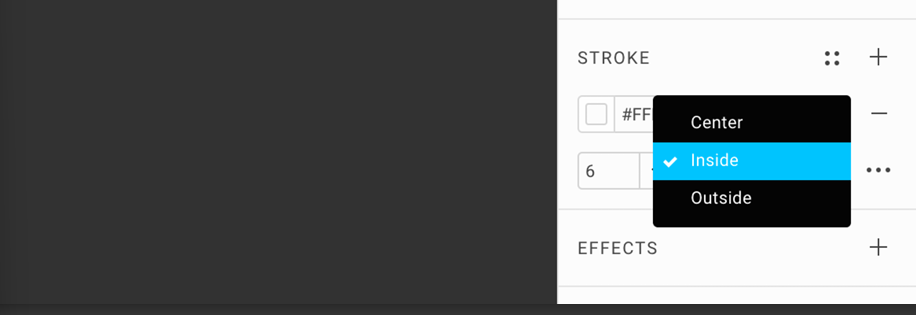 STROKE
#FF
Center
Inside
6
Outside
EFFECTS